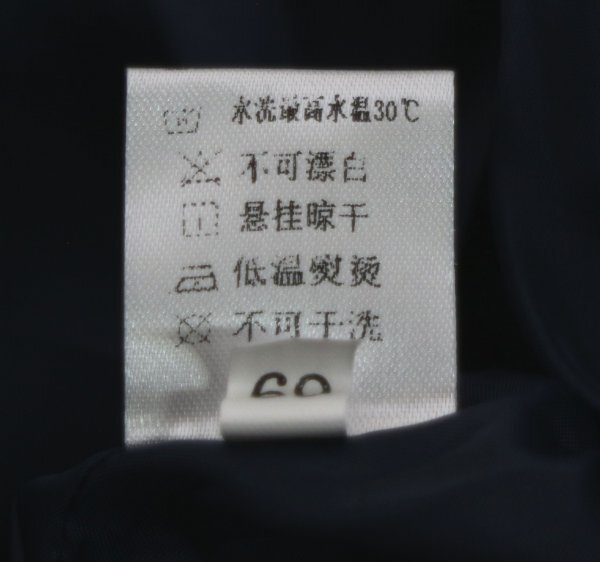 水洗最高水温30℃
不可漂白
悬挂晾干
低温熨烫
不可干洗